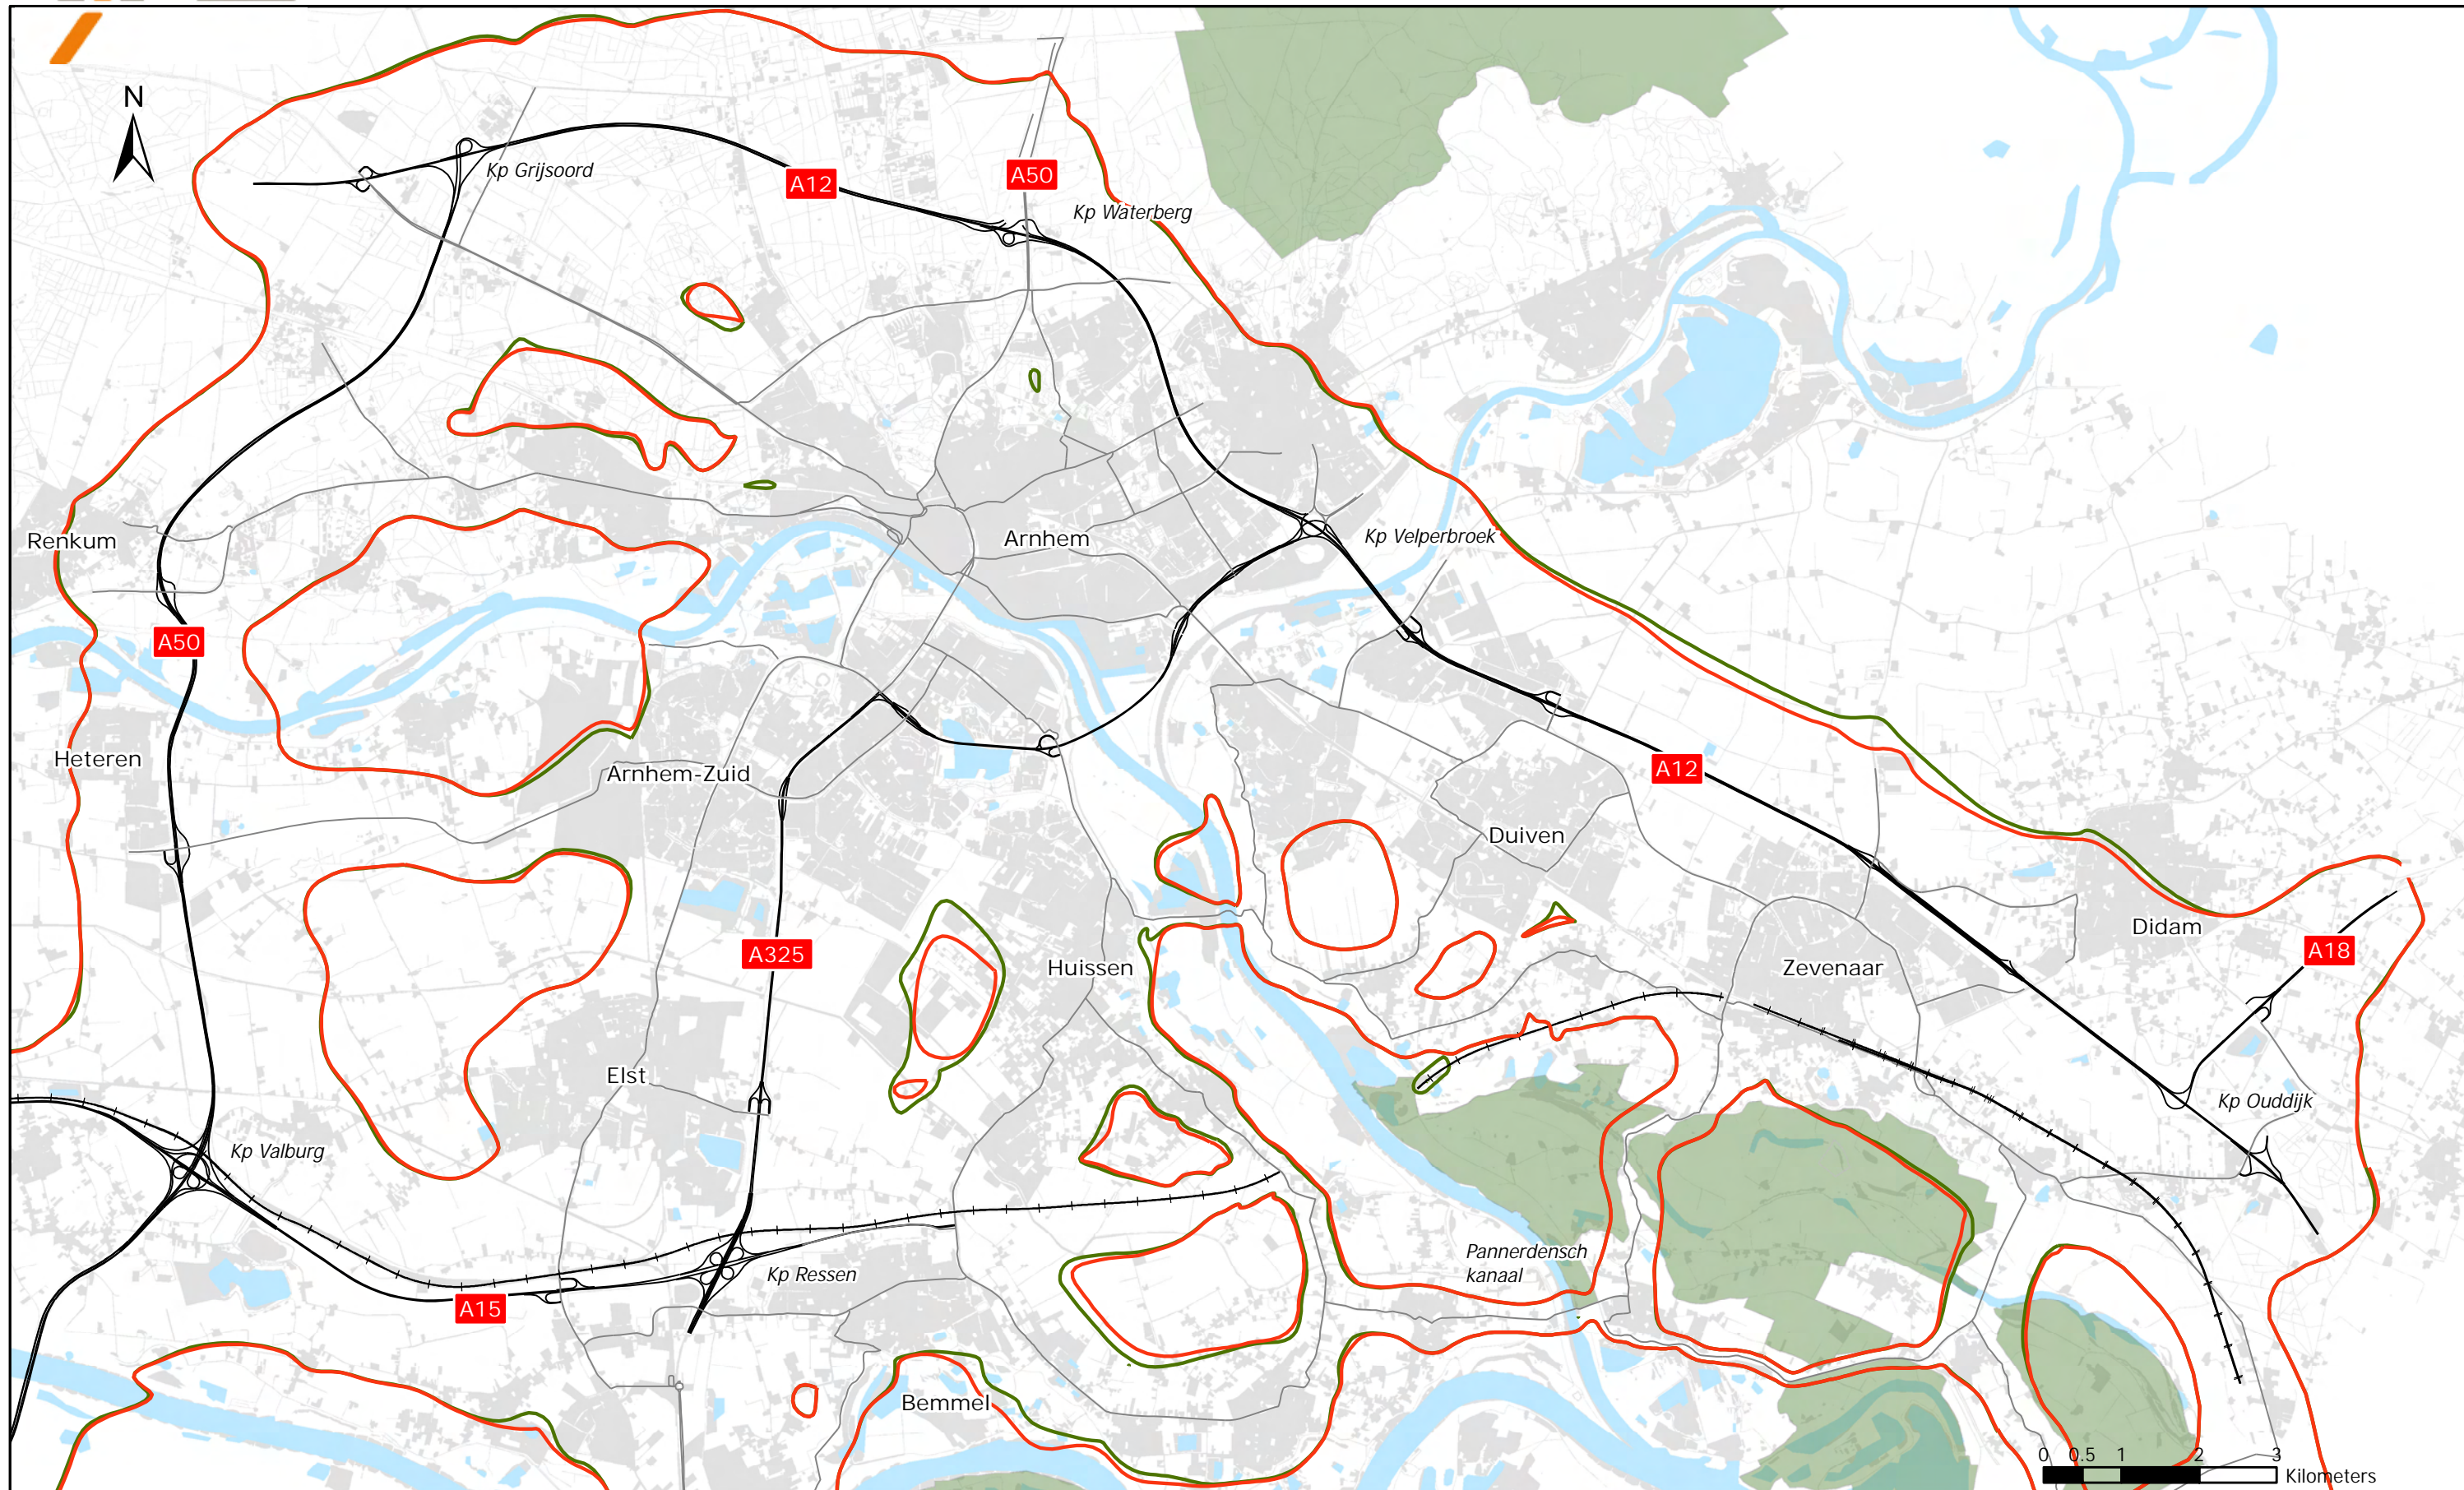 N
Kp Grijsoord
A12
A50
Kp Waterberg
Renkum
Arnhem
Kp Velperbroek
A50
Heteren
Arnhem-Zuid
A12
Duiven
A325
Huissen
Zevenaar
Didam
A18
Elst
Kp Ouddijk
Kp Valburg
Kp Ressen
Pannerdensch
kanaal
A15
Bemmel
0 0.5 1 2 3
Kilometers